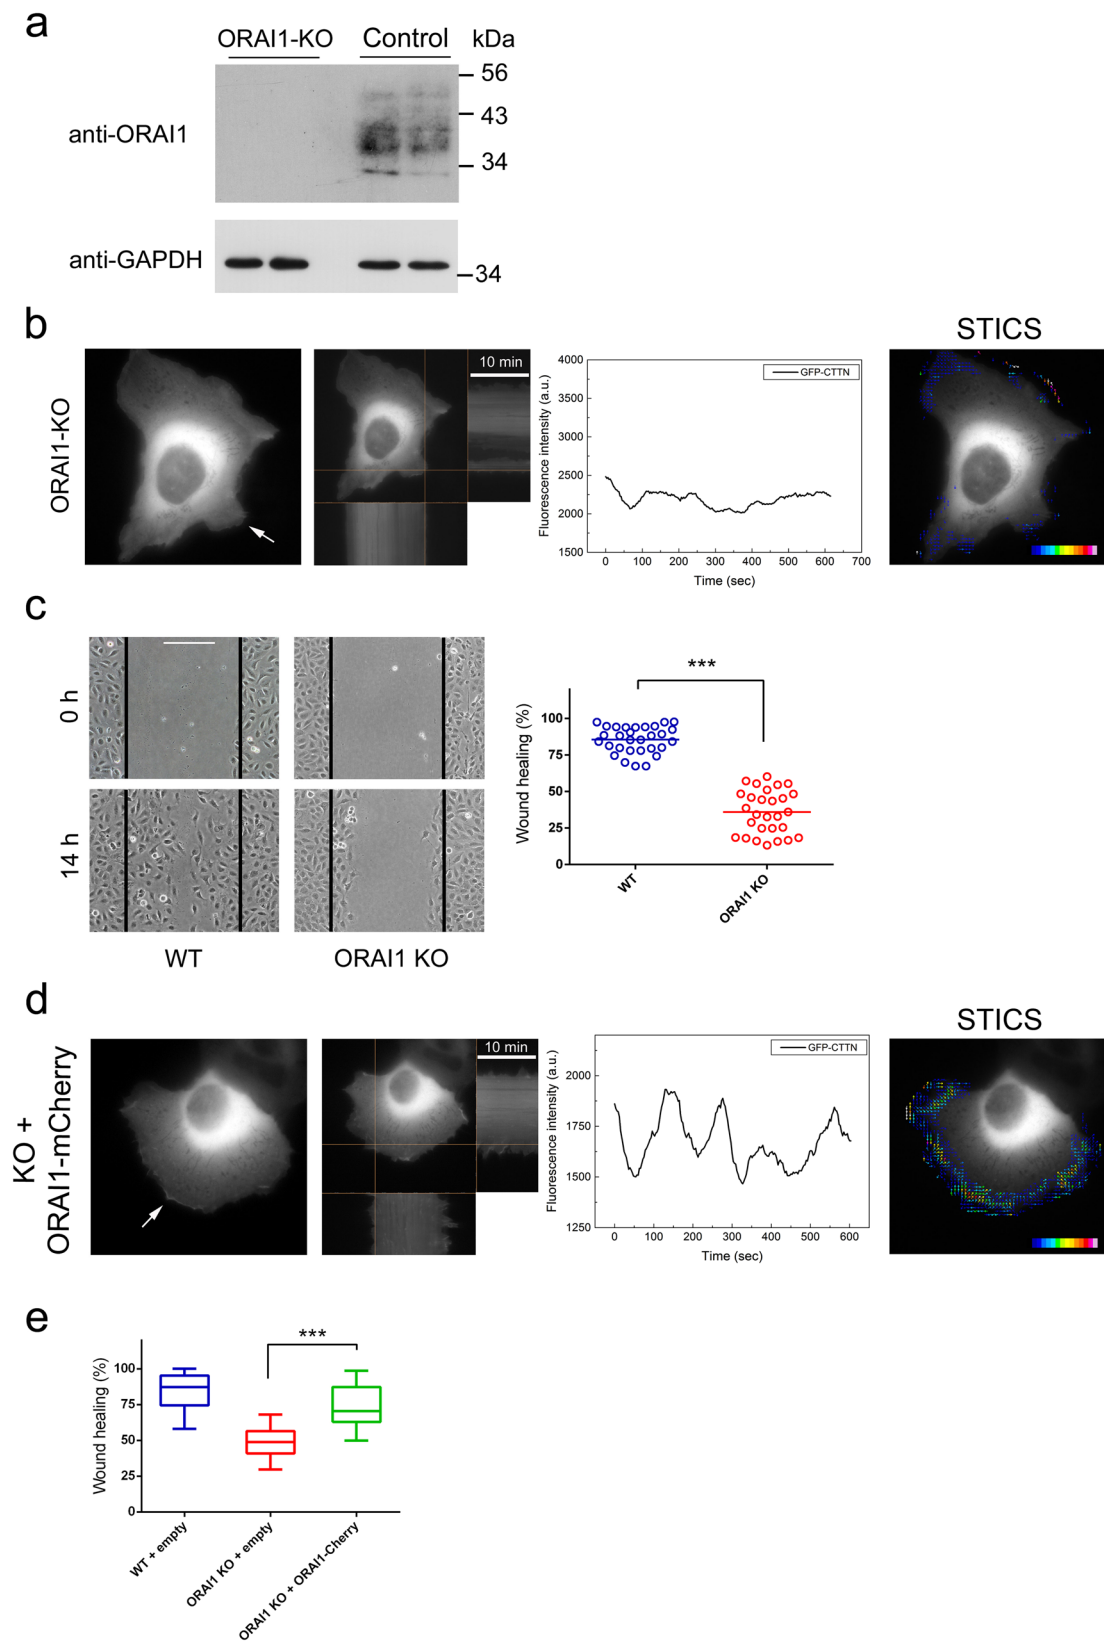 a
ORAI1-KO Control kDa
56
anti-ORAI1
43
34
anti-GAPDH
34
b
STICS
ORAI1-KO
10 min
4000
3500
3000
2500
2000
1500
Fluorescence intensity (a.u.)
GFP-CTTN
0 100 200 300 400 500 600 700
Time (sec)
c
0 h
14 h
WT
ORAI1 KO
***
Wound healing (%)
100
75
50
25
0
WT
ORAI1 KO
d
STICS
KO +
ORAI1-mCherry
10 min
Fluorescence intensity (a.u.)
2000
1750
1500
1250
GFP-CTTN
0 100 200 300 400 500 600
Time (sec)
e
***
Wound healing (%)
100
75
50
25
0
WT + empty
ORAI1 KO + empty
ORAI1 KO + ORAI1-Cherry